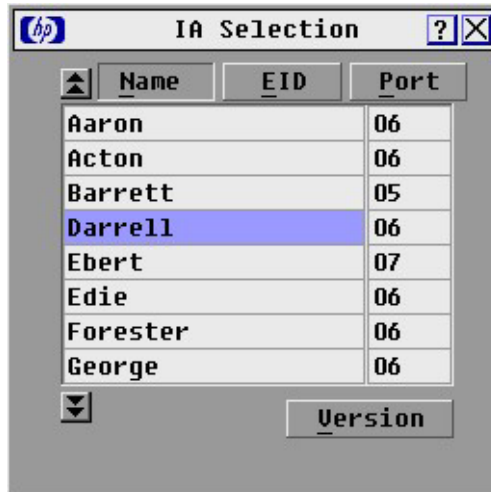 hp IA Selection ? X
Name EID Port
Aaron 06
Acton 06
Barrett 05
Darrell 06
Ebert 07
Edie 06
Forester 06
George 06
Version